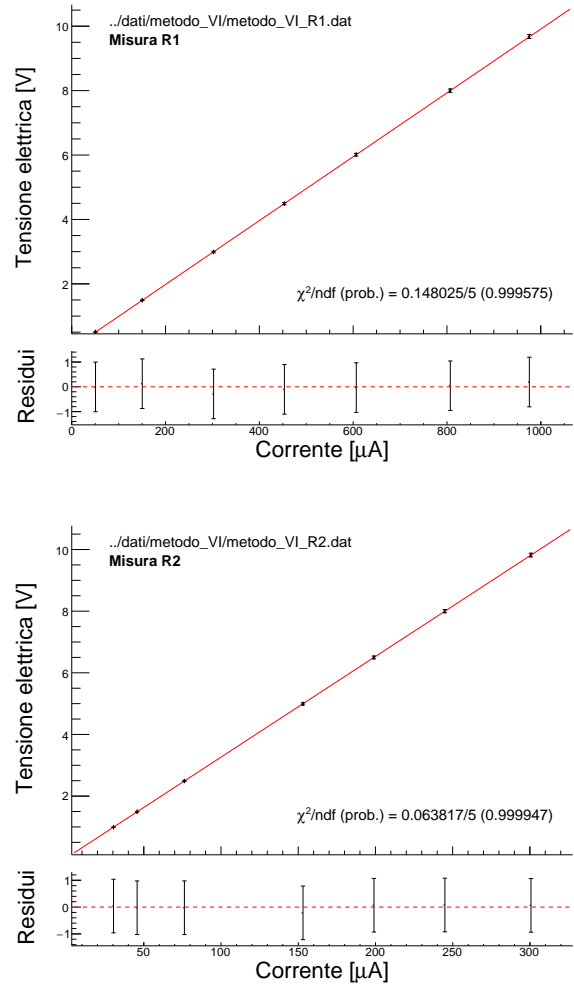 ../dati/metodo_VI/metodo_VI_R1.dat
Misura R1
10
8
6
4
2
Tensione elettrica [V]
χ²/ndf (prob.) = 0.148025/5 (0.999575)
1
0
−1
Residui
0 200 400 600 800 1000
Corrente [μA]
../dati/metodo_VI/metodo_VI_R2.dat
Misura R2
10
8
6
4
2
Tensione elettrica [V]
χ²/ndf (prob.) = 0.063817/5 (0.999947)
1
0
−1
Residui
50 100 150 200 250 300
Corrente [μA]